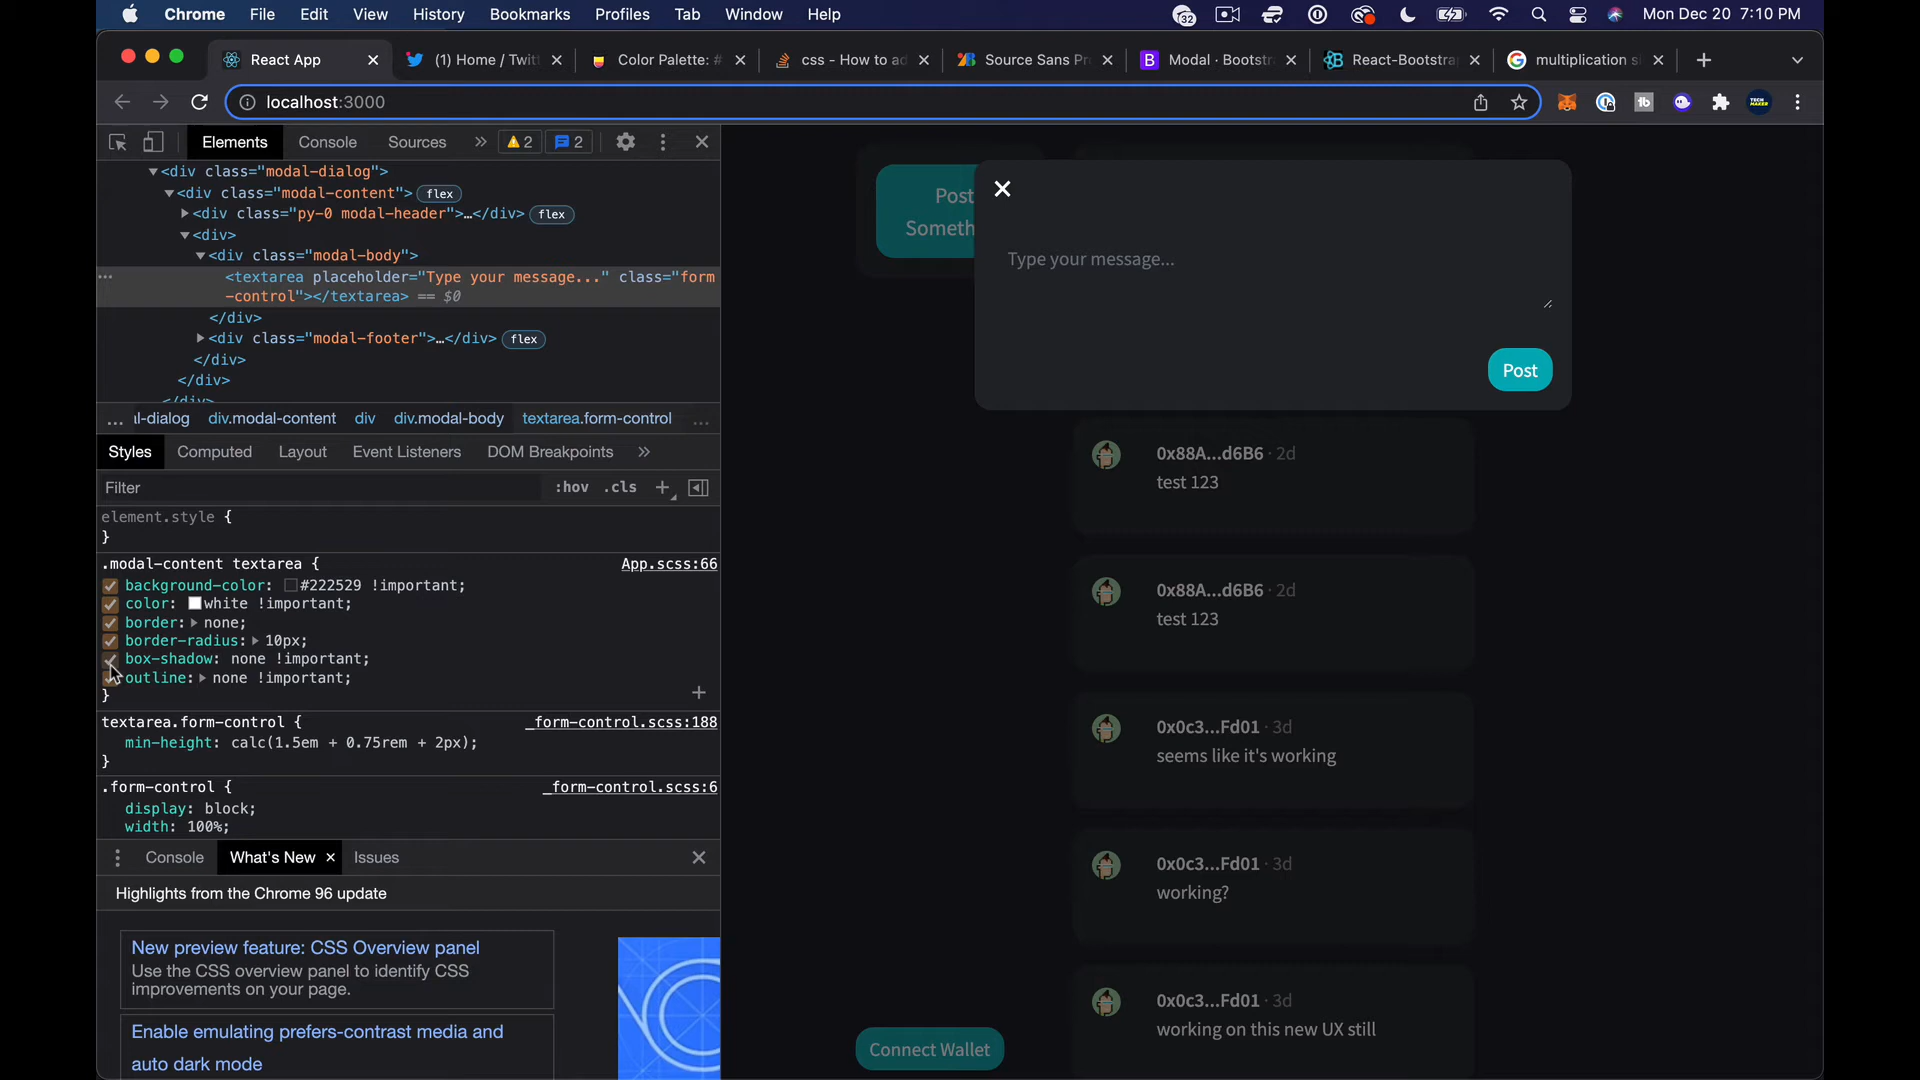 Chrome File Edit View History Bookmarks Profiles Tab Window Help 32 Mon Dec 20 7:10 PM
React App × (1) Home / Twitt × Color Palette: # × css - How to ad × Source Sans Pr × B Modal · Bootstr × React-Bootstra × multiplication si × +
localhost:3000
Elements Console Sources » 2 2
<div class="modal-dialog">
<div class="modal-content"> flex
<div class="py-0 modal-header">…</div> flex
<div>
<div class="modal-body">
<textarea placeholder="Type your message..." class="form
-control"></textarea> == $0
</div>
<div class="modal-footer">…</div> flex
</div>
</div>
</div>
... l-dialog div.modal-content div div.modal-body textarea.form-control ...
Styles Computed Layout Event Listeners DOM Breakpoints »
Filter :hov .cls +
element.style {
}
.modal-content textarea { App.scss:66
background-color: #222529 !important;
color: white !important;
border: none;
border-radius: 10px;
box-shadow: none !important;
outline: none !important;
}
textarea.form-control { _form-control.scss:188
min-height: calc(1.5em + 0.75rem + 2px);
}
.form-control { _form-control.scss:6
display: block;
width: 100%;
Console What's New × Issues
Highlights from the Chrome 96 update
New preview feature: CSS Overview panel
Use the CSS overview panel to identify CSS
improvements on your page.
Enable emulating prefers-contrast media and
auto dark mode
Post
Someth
Type your message...
Post
0x88A...d6B6 · 2d
test 123
0x88A...d6B6 · 2d
test 123
0x0c3...Fd01 · 3d
seems like it's working
0x0c3...Fd01 · 3d
working?
0x0c3...Fd01 · 3d
working on this new UX still
Connect Wallet